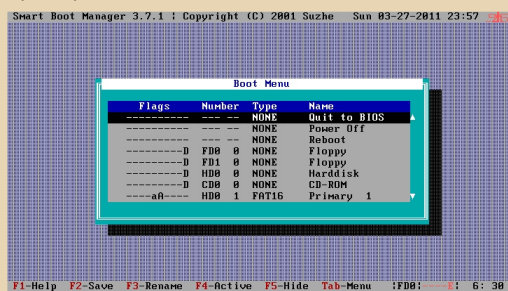 Smart Boot Manager 3.7.1 ¦ Copyright (C) 2001 Suzhe Sun 03-27-2011 23:57
Boot Menu
Flags Number Type Name
---------- --- -- NONE Quit to BIOS
---------- --- -- NONE Power Off
---------- --- -- NONE Reboot
---------D FD0 0 NONE Floppy
---------D FD1 0 NONE Floppy
---------D HD0 0 NONE Harddisk
---------D CD0 0 NONE CD-ROM
----aA---- HD0 1 FAT16 Primary 1
F1-Help F2-Save F3-Rename F4-Active F5-Hide Tab-Menu ¦FD0¦-----E¦ 6: 30